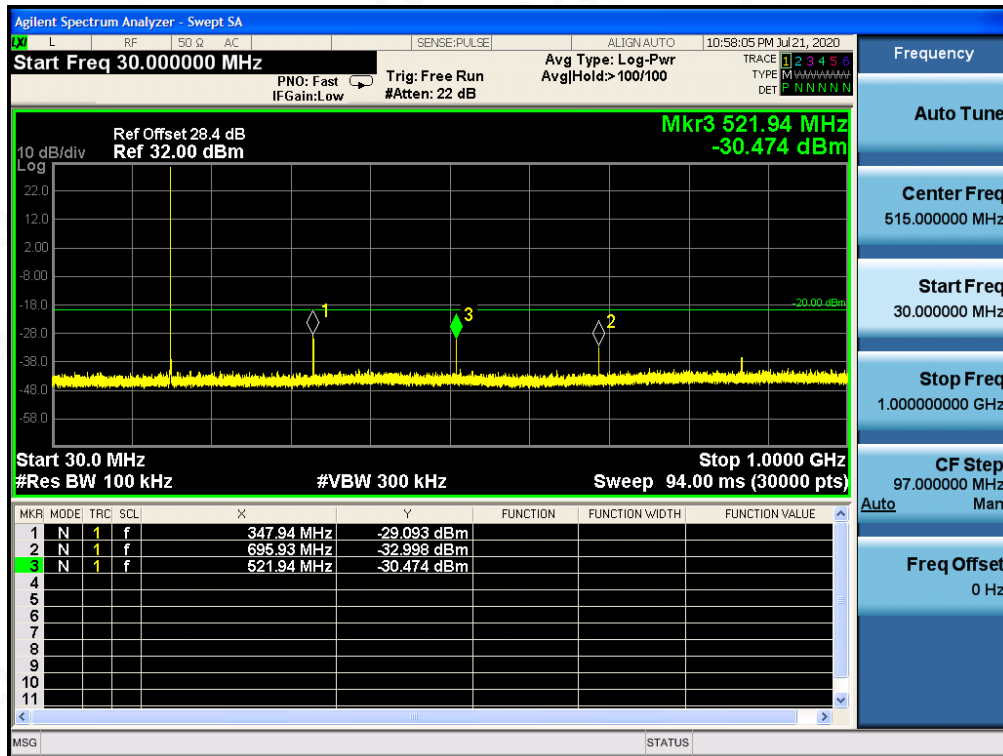 Agilent Spectrum Analyzer - Swept SA
LXI L RF 50 Ω AC SENSE:PULSE ALIGN AUTO 10:58:05 PM Jul 21, 2020
Start Freq 30.000000 MHz
PNO: Fast
IFGain:Low
Trig: Free Run
#Atten: 22 dB
Avg Type: Log-Pwr
Avg|Hold:>100/100
TRACE 1 2 3 4 5 6
TYPE M
DET P N N N N N
Ref Offset 28.4 dB
Ref 32.00 dBm
10 dB/div
Log
Mkr3 521.94 MHz
-30.474 dBm
22.0
12.0
2.00
-8.00
-18.0
-28.0
-38.0
-48.0
-58.0
-20.00 dBm
1
3
2
Start 30.0 MHz Stop 1.0000 GHz
#Res BW 100 kHz #VBW 300 kHz Sweep 94.00 ms (30000 pts)
MKR MODE TRC SCL X Y FUNCTION FUNCTION WIDTH FUNCTION VALUE
1 N 1 f 347.94 MHz -29.093 dBm
2 N 1 f 695.93 MHz -32.998 dBm
3 N 1 f 521.94 MHz -30.474 dBm
4
5
6
7
8
9
10
11
MSG STATUS
Frequency
Auto Tune
Center Freq
515.000000 MHz
Start Freq
30.000000 MHz
Stop Freq
1.000000000 GHz
CF Step
97.000000 MHz
Auto Man
Freq Offset
0 Hz